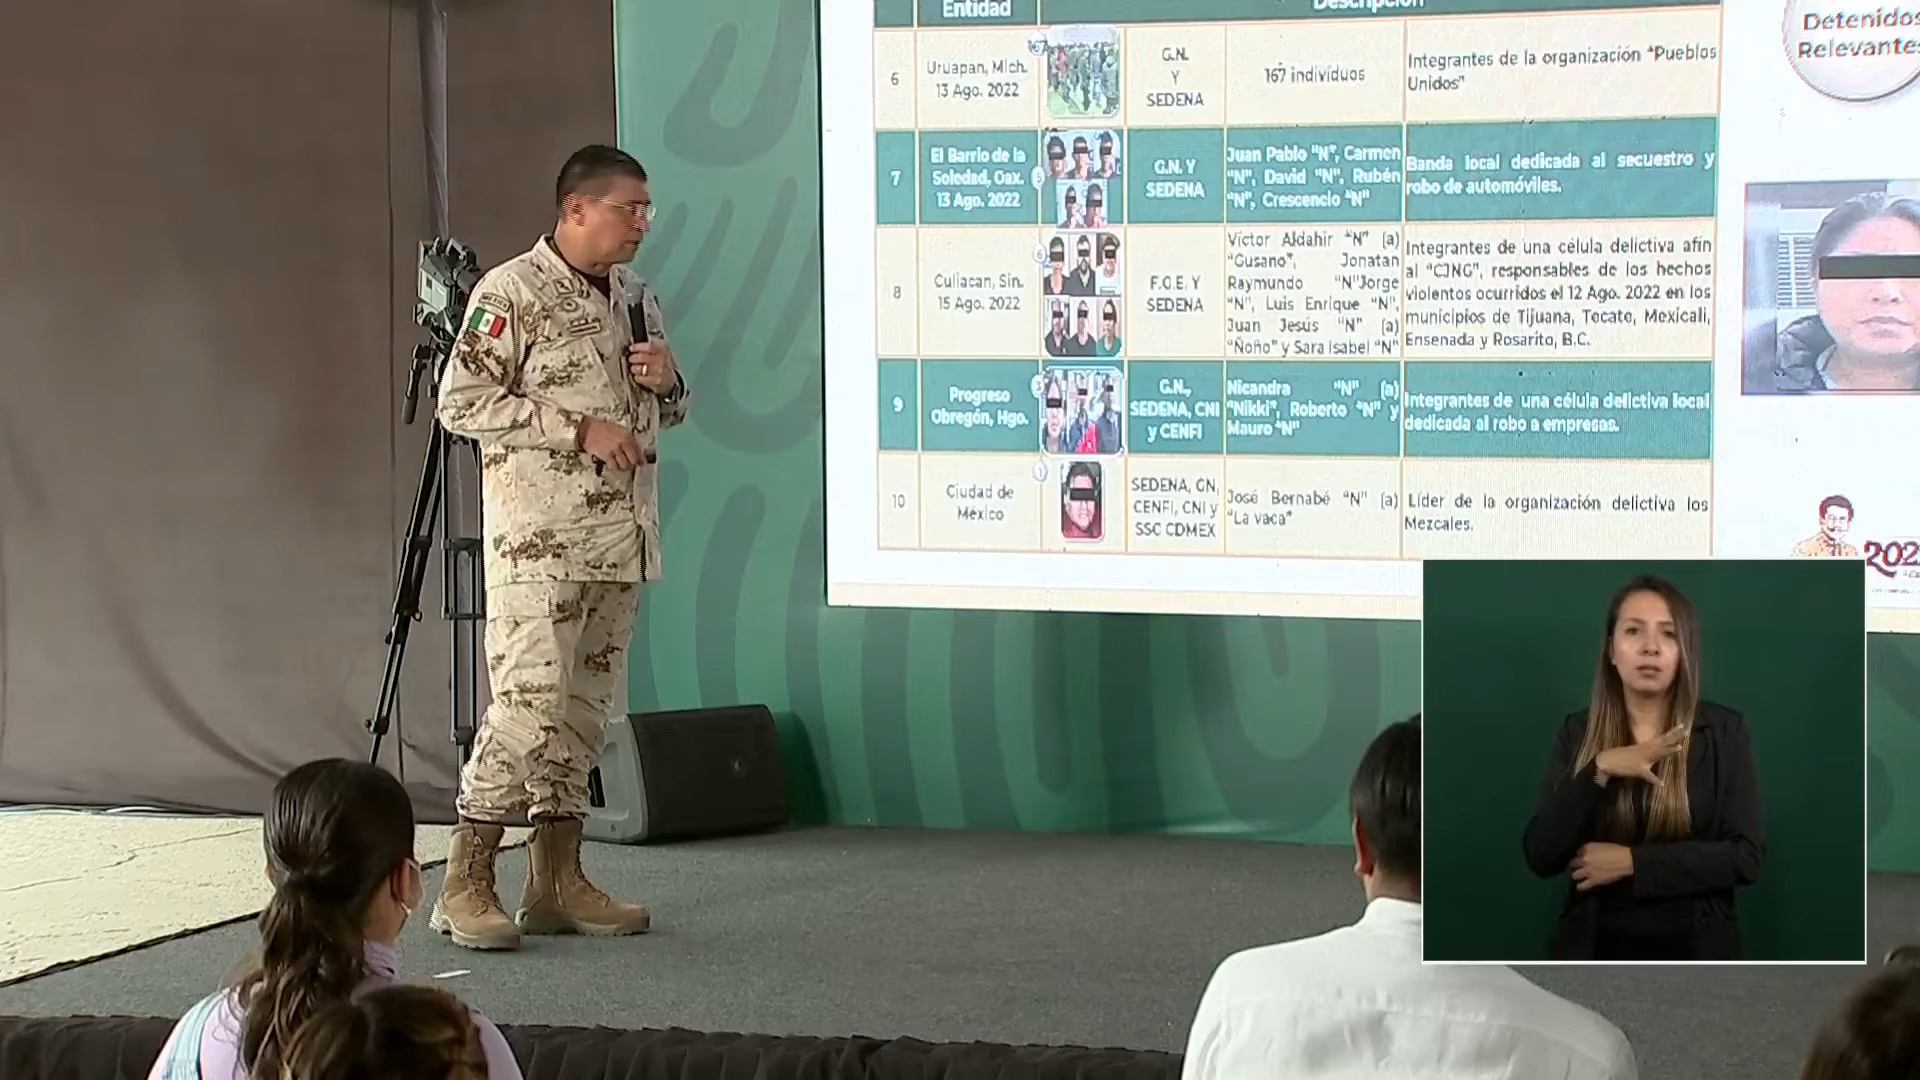 Entidad
Descripción
Detenidos
Relevantes
6
Uruapan, Mich.
13 Ago. 2022
167
G.N.
Y
SEDENA
167 individuos
Integrantes de la organización "Pueblos
Unidos"
7
El Barrio de la
Soledad, Oax.
13 Ago. 2022
5
G.N. Y
SEDENA
Juan Pablo "N", Carmen
"N", David "N", Rubén
"N", Crescencio "N"
Banda local dedicada al secuestro y
robo de automóviles.
8
Culiacan, Sin.
15 Ago. 2022
6
F.G.E. Y
SEDENA
Víctor Aldahir "N" (a)
"Gusano", Jonatan
Raymundo "N"Jorge
"N", Luis Enrique "N",
Juan Jesús "N" (a)
"Ñoño" y Sara Isabel "N"
Integrantes de una célula delictiva afín
al "CJNG", responsables de los hechos
violentos ocurridos el 12 Ago. 2022 en los
municipios de Tijuana, Tecate, Mexicali,
Ensenada y Rosarito, B.C.
9
Progreso
Obregón, Hgo.
3
G.N.,
SEDENA, CNI
y CENFI
Nicandra "N" (a)
"Nikki", Roberto "N" y
Mauro "N"
Integrantes de una célula delictiva local
dedicada al robo a empresas.
10
Ciudad de
México
1
SEDENA, GN,
CENFI, CNI y
SSC CDMEX
José Bernabé "N" (a)
"La vaca"
Líder de la organización delictiva los
Mezcales.
202
MEXICO